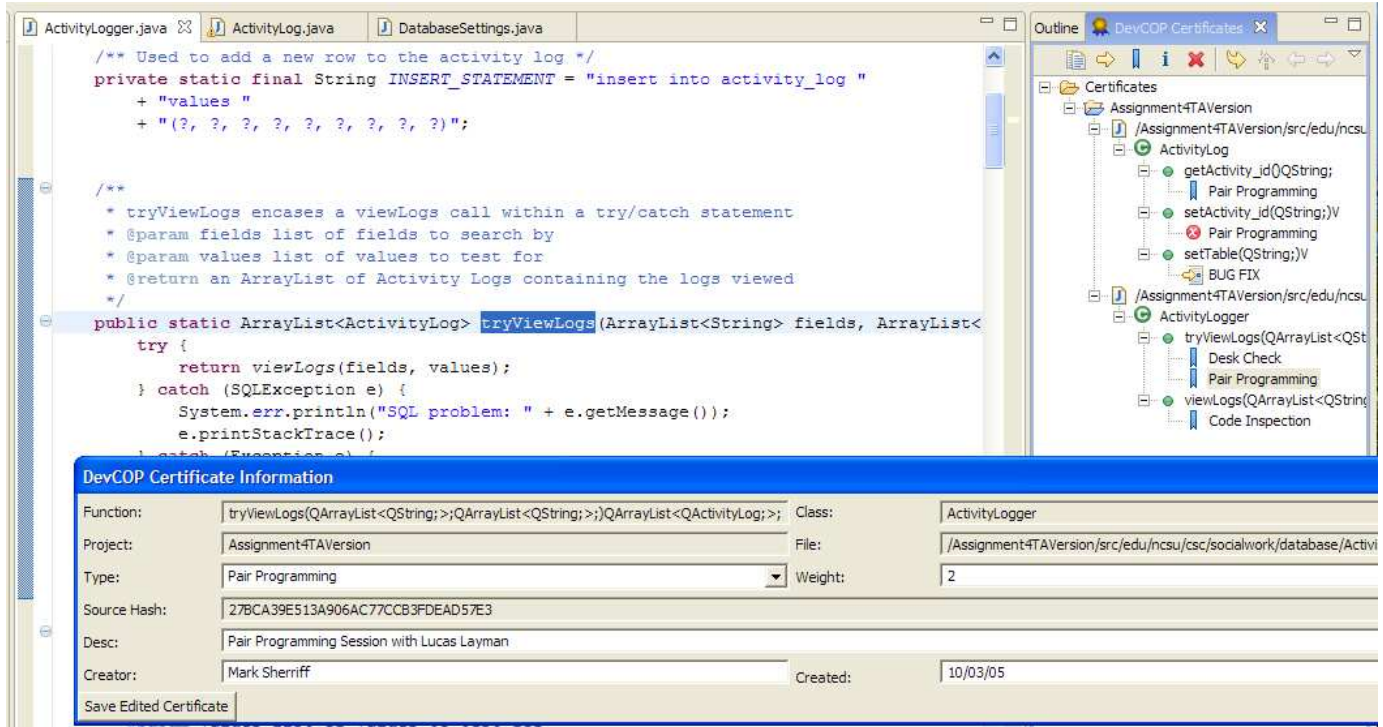 ActivityLogger.java
ActivityLog.java
DatabaseSettings.java
/** Used to add a new row to the activity log */
private static final String INSERT_STATEMENT = "insert into activity_log "
+ "values "
+ "(?, ?, ?, ?, ?, ?, ?, ?, ?)";
/**
* tryViewLogs encases a viewLogs call within a try/catch statement
* @param fields list of fields to search by
* @param values list of values to test for
* @return an ArrayList of Activity Logs containing the logs viewed
*/
public static ArrayList<ActivityLog> tryViewLogs(ArrayList<String> fields, ArrayList<
try {
return viewLogs(fields, values);
} catch (SQLException e) {
System.err.println("SQL problem: " + e.getMessage());
e.printStackTrace();
} catch (Exception e) {
Outline
DevCOP Certificates
Certificates
Assignment4TAVersion
/Assignment4TAVersion/src/edu/ncsu
ActivityLog
getActivity_id()QString;
Pair Programming
setActivity_id(QString;)V
Pair Programming
setTable(QString;)V
BUG FIX
/Assignment4TAVersion/src/edu/ncsu
ActivityLogger
tryViewLogs(QArrayList<QSt
Desk Check
Pair Programming
viewLogs(QArrayList<QString
Code Inspection
DevCOP Certificate Information
Function: tryViewLogs(QArrayList<QString;>;QArrayList<QString;>;)QArrayList<QActivityLog;>; Class: ActivityLogger
Project: Assignment4TAVersion File: /Assignment4TAVersion/src/edu/ncsu/csc/socialwork/database/Activi
Type: Pair Programming Weight: 2
Source Hash: 27BCA39E513A906AC77CCB3FDEAD57E3
Desc: Pair Programming Session with Lucas Layman
Creator: Mark Sherriff Created: 10/03/05
Save Edited Certificate